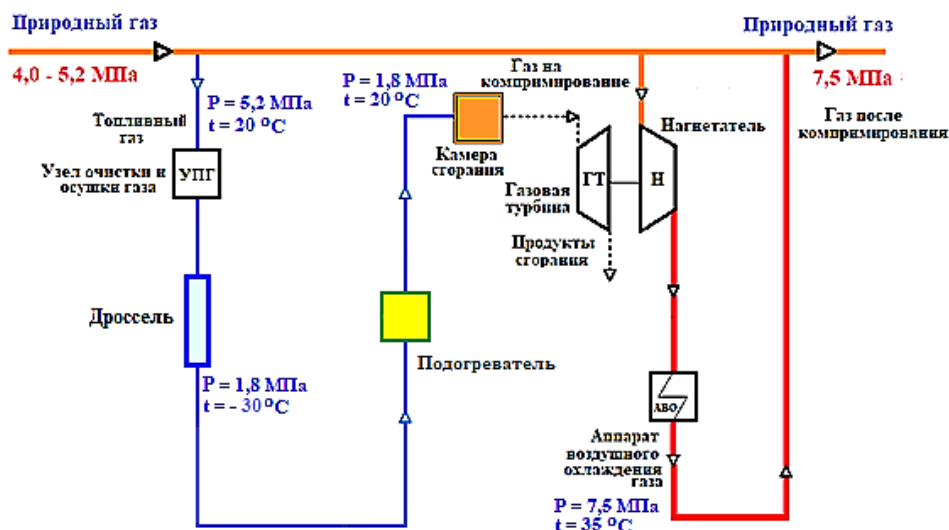 Природный газ
4,0 - 5,2 МПа
Природный газ
7,5 МПа
Газ после
компримирования
Р = 5,2 МПа
t = 20 °C
Топливный
газ
Узел очистки и
осушки газа
УПГ
Дроссель
Р = 1,8 МПа
t = - 30 °C
Р = 1,8 МПа
t = 20 °C
Камера
сгорания
Подогреватель
Газ на
компримирование
Нагнетатель
ГТ
Н
Газовая
турбина
Продукты
сгорания
АВО
Аппарат
воздушного
охлаждения
газа
Р = 7,5 МПа
t = 35 °C